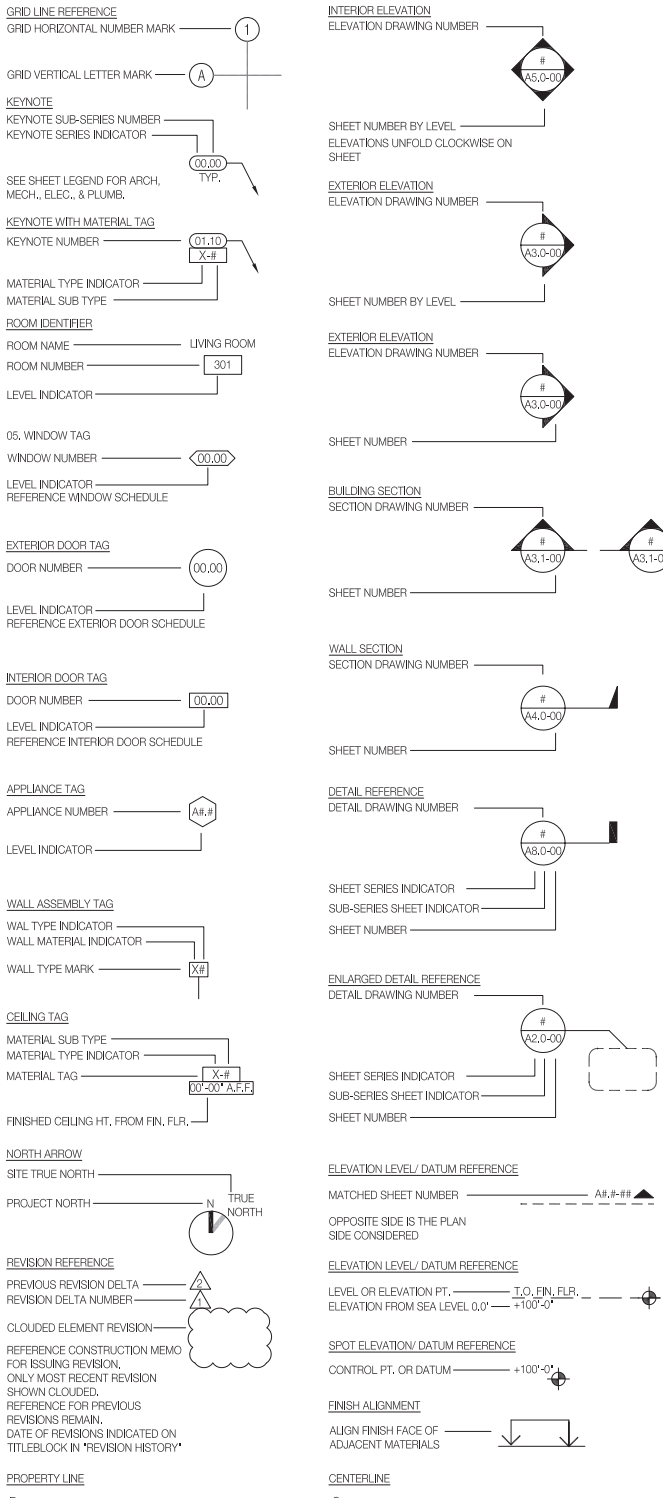 GRID LINE REFERENCE
GRID HORIZONTAL NUMBER MARK
1
GRID VERTICAL LETTER MARK
A
KEYNOTE
KEYNOTE SUB-SERIES NUMBER
KEYNOTE SERIES INDICATOR
00.00
TYP.
SEE SHEET LEGEND FOR ARCH,
MECH., ELEC., & PLUMB.
KEYNOTE WITH MATERIAL TAG
KEYNOTE NUMBER
01.10
X-#
MATERIAL TYPE INDICATOR
MATERIAL SUB TYPE
ROOM IDENTIFIER
ROOM NAME
LIVING ROOM
ROOM NUMBER
301
LEVEL INDICATOR
05. WINDOW TAG
WINDOW NUMBER
00.00
LEVEL INDICATOR
REFERENCE WINDOW SCHEDULE
EXTERIOR DOOR TAG
DOOR NUMBER
00.00
LEVEL INDICATOR
REFERENCE EXTERIOR DOOR SCHEDULE
INTERIOR DOOR TAG
DOOR NUMBER
00.00
LEVEL INDICATOR
REFERENCE INTERIOR DOOR SCHEDULE
APPLIANCE TAG
APPLIANCE NUMBER
A#.#
LEVEL INDICATOR
WALL ASSEMBLY TAG
WAL TYPE INDICATOR
WALL MATERIAL INDICATOR
WALL TYPE MARK
X#
CEILING TAG
MATERIAL SUB TYPE
MATERIAL TYPE INDICATOR
MATERIAL TAG
X-#
00'-00" A.F.F.
FINISHED CEILING HT. FROM FIN. FLR.
NORTH ARROW
SITE TRUE NORTH
PROJECT NORTH
N
TRUE
NORTH
REVISION REFERENCE
PREVIOUS REVISION DELTA
2
REVISION DELTA NUMBER
1
CLOUDED ELEMENT REVISION
REFERENCE CONSTRUCTION MEMO
FOR ISSUING REVISION.
ONLY MOST RECENT REVISION
SHOWN CLOUDED.
REFERENCE FOR PREVIOUS
REVISIONS REMAIN.
DATE OF REVISIONS INDICATED ON
TITLEBLOCK IN "REVISION HISTORY"
PROPERTY LINE
INTERIOR ELEVATION
ELEVATION DRAWING NUMBER
#
A5.0-00
SHEET NUMBER BY LEVEL
ELEVATIONS UNFOLD CLOCKWISE ON
SHEET
EXTERIOR ELEVATION
ELEVATION DRAWING NUMBER
#
A3.0-00
SHEET NUMBER BY LEVEL
EXTERIOR ELEVATION
ELEVATION DRAWING NUMBER
#
A3.0-00
SHEET NUMBER
BUILDING SECTION
SECTION DRAWING NUMBER
#
A3.1-00
#
A3.1-0
SHEET NUMBER
WALL SECTION
SECTION DRAWING NUMBER
#
A4.0-00
SHEET NUMBER
DETAIL REFERENCE
DETAIL DRAWING NUMBER
#
A8.0-00
SHEET SERIES INDICATOR
SUB-SERIES SHEET INDICATOR
SHEET NUMBER
ENLARGED DETAIL REFERENCE
DETAIL DRAWING NUMBER
#
A2.0-00
SHEET SERIES INDICATOR
SUB-SERIES SHEET INDICATOR
SHEET NUMBER
ELEVATION LEVEL/ DATUM REFERENCE
MATCHED SHEET NUMBER
A#.#-##
OPPOSITE SIDE IS THE PLAN
SIDE CONSIDERED
ELEVATION LEVEL/ DATUM REFERENCE
LEVEL OR ELEVATION PT.
T.O. FIN. FLR.
ELEVATION FROM SEA LEVEL 0.0'
+100'-0"
SPOT ELEVATION/ DATUM REFERENCE
CONTROL PT. OR DATUM
+100'-0"
FINISH ALIGNMENT
ALIGN FINISH FACE OF
ADJACENT MATERIALS
CENTERLINE